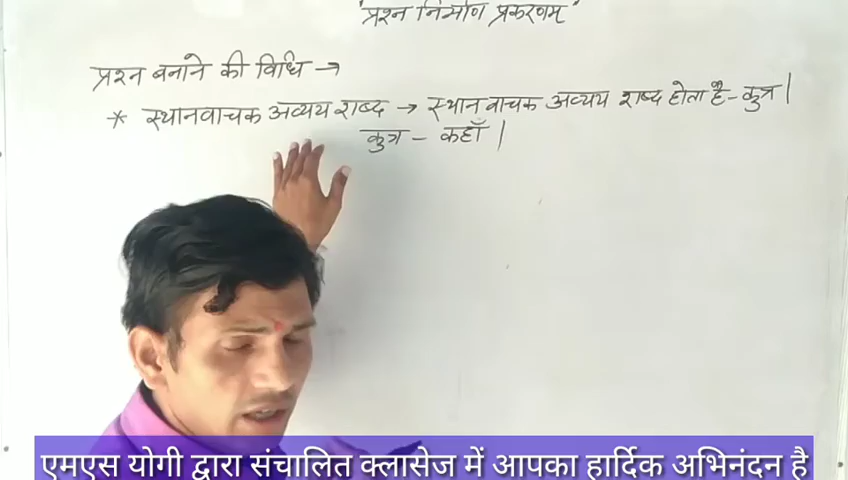 "प्रश्न निर्माण प्रकरणम्"
प्रश्न बनाने की विधि →
* स्थानवाचक अव्यय शब्द → स्थान वाचक अव्यय शब्द होता है - कुत्र |
कुत्र - कहाँ |
एमएस योगी द्वारा संचालित क्लासेज में आपका हार्दिक अभिनंदन है